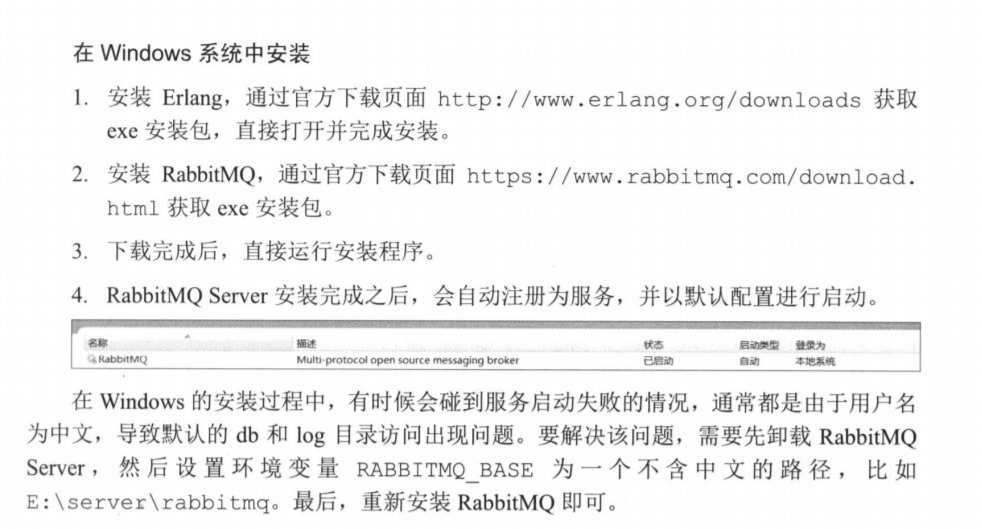 在 Windows 系统中安装
1. 安装 Erlang，通过官方下载页面 http://www.erlang.org/downloads 获取
exe 安装包，直接打开并完成安装。
2. 安装 RabbitMQ，通过官方下载页面 https://www.rabbitmq.com/download.
html 获取 exe 安装包。
3. 下载完成后，直接运行安装程序。
4. RabbitMQ Server 安装完成之后，会自动注册为服务，并以默认配置进行启动。
名称 描述 状态 启动类型 登录为
RabbitMQ Multi-protocol open source messaging broker 已启动 自动 本地系统
在 Windows 的安装过程中，有时候会碰到服务启动失败的情况，通常都是由于用户名
为中文，导致默认的 db 和 log 目录访问出现问题。要解决该问题，需要先卸载 RabbitMQ
Server，然后设置环境变量 RABBITMQ_BASE 为一个不含中文的路径，比如
E:\server\rabbitmq。最后，重新安装 RabbitMQ 即可。